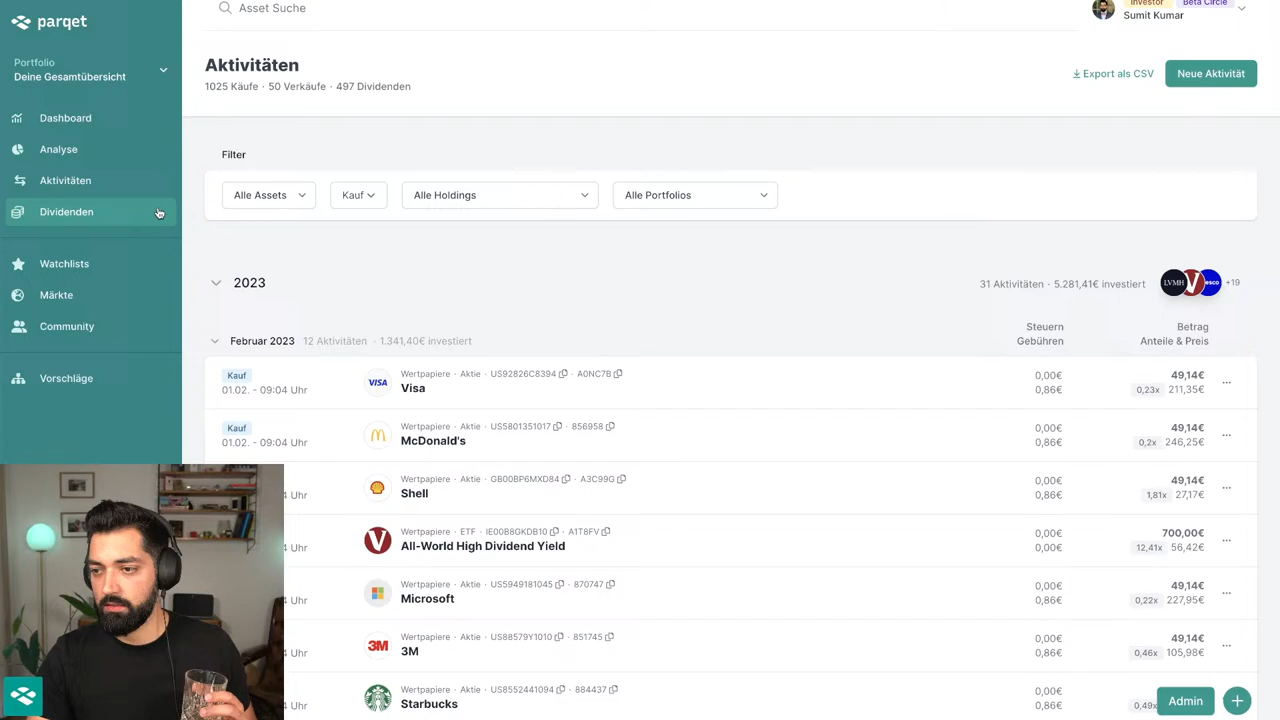 parqet
Portfolio
Deine Gesamtübersicht
Dashboard
Analyse
Aktivitäten
Dividenden
Watchlists
Märkte
Community
Vorschläge
Asset Suche
Investor
Beta Circle
Sumit Kumar
Aktivitäten
1025 Käufe · 50 Verkäufe · 497 Dividenden
Export als CSV
Neue Aktivität
Filter
Alle Assets
Kauf
Alle Holdings
Alle Portfolios
2023
31 Aktivitäten · 5.281,41€ investiert
LVMH
V
esco
+19
Februar 2023 12 Aktivitäten · 1.341,40€ investiert
Steuern
Gebühren
Betrag
Anteile & Preis
Kauf
01.02. - 09:04 Uhr
VISA
Wertpapiere · Aktie · US92826C8394 · A0NC7B
Visa
0,00€
0,86€
49,14€
0,23x 211,35€
Kauf
01.02. - 09:04 Uhr
Wertpapiere · Aktie · US5801351017 · 856958
McDonald's
0,00€
0,86€
49,14€
0,2x 246,25€
4 Uhr
Wertpapiere · Aktie · GB00BP6MXD84 · A3C99G
Shell
0,00€
0,86€
49,14€
1,81x 27,17€
4 Uhr
V
Wertpapiere · ETF · IE00B8GKDB10 · A1T8FV
All-World High Dividend Yield
0,00€
0,00€
700,00€
12,41x 56,42€
4 Uhr
Wertpapiere · Aktie · US5949181045 · 870747
Microsoft
0,00€
0,86€
49,14€
0,22x 227,95€
4 Uhr
3M
Wertpapiere · Aktie · US88579Y1010 · 851745
3M
0,00€
0,86€
49,14€
0,46x 105,98€
4 Uhr
Wertpapiere · Aktie · US8552441094 · 884437
Starbucks
0,00€
0,86€
0,49x
Admin